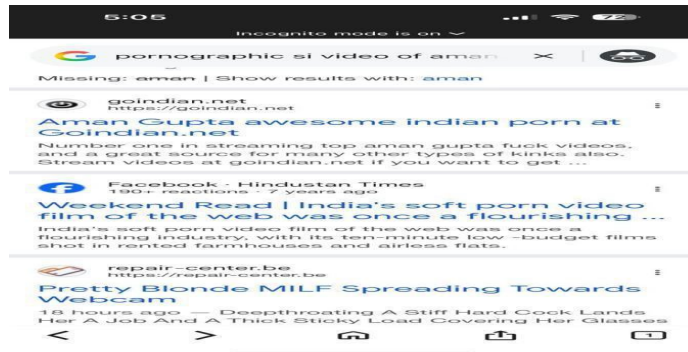 5:05
72
Incognito mode is on
pornographic si video of aman
Missing: aman | Show results with: aman
goindian.net
https://goindian.net
Aman Gupta awesome indian porn at
Goindian.net
Number one in streaming top aman gupta fuck videos,
and a great source for many other types of kinks also.
Stream videos at goindian.net if you want to get ...
Facebook · Hindustan Times
190+ reactions · 7 years ago
Weekend Read | India's soft porn video
film of the web was once a flourishing ...
India's soft porn video film of the web was once a
flourishing industry, with its ten-minute low-budget films
shot in rented farmhouses and airless flats.
repair-center.be
https://repair-center.be
Pretty Blonde MILF Spreading Towards
Webcam
18 hours ago — Deepthroating A Stiff Hard Cock Lands
Her A Job And A Thick Sticky Load Covering Her Glasses
1